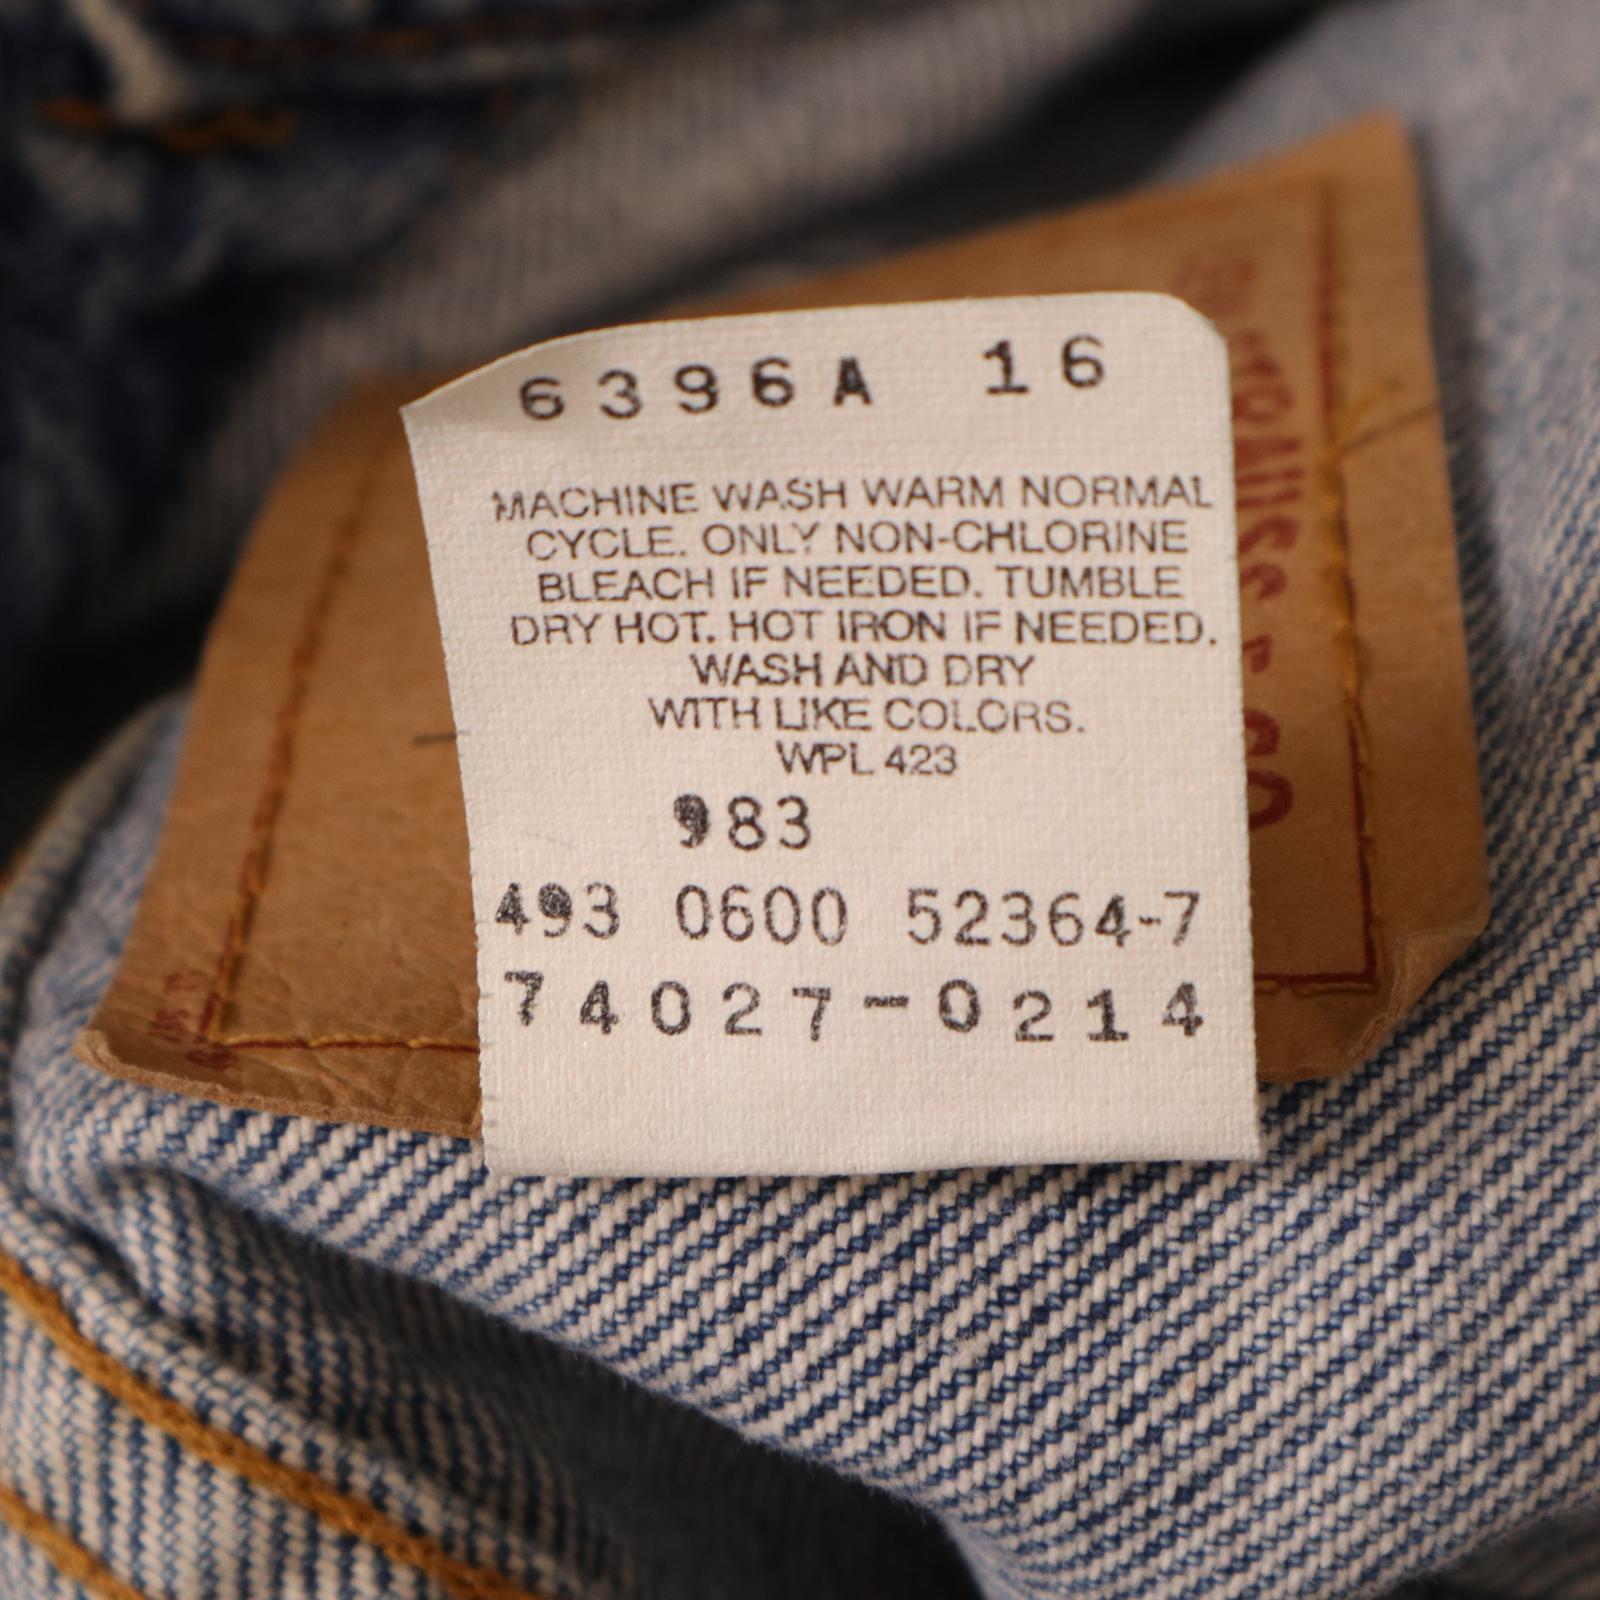 6396A 16
MACHINE WASH WARM NORMAL
CYCLE. ONLY NON-CHLORINE
BLEACH IF NEEDED. TUMBLE
DRY HOT. HOT IRON IF NEEDED.
WASH AND DRY
WITH LIKE COLORS.
WPL 423
983
493 0600 52364-7
74027-0214